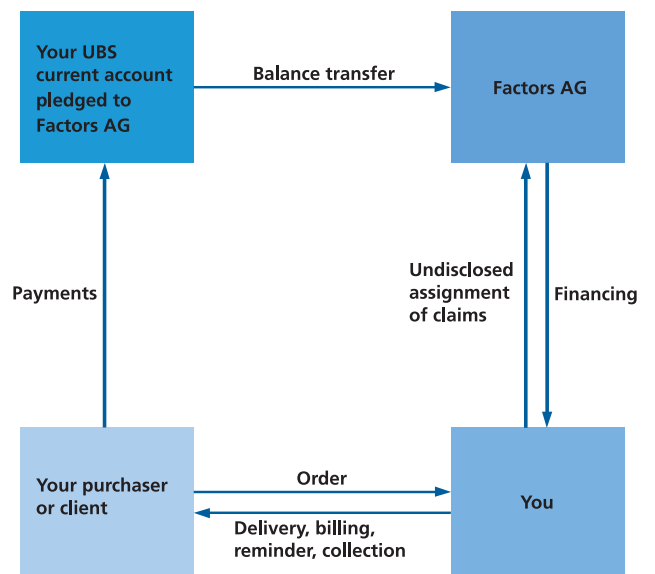 Your UBS
current account
pledged to
Factors AG
Balance transfer
Factors AG
Payments
Undisclosed
assignment
of claims
Financing
Your purchaser
or client
Order
Delivery, billing,
reminder, collection
You